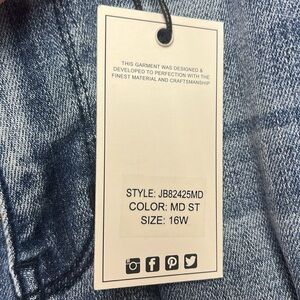 THIS GARMENT WAS DESIGNED &
DEVELOPED TO PERFECTION WITH THE
FINEST MATERIAL AND CRAFTSMANSHIP
STYLE: JB82425MD
COLOR: MD ST
SIZE: 16W